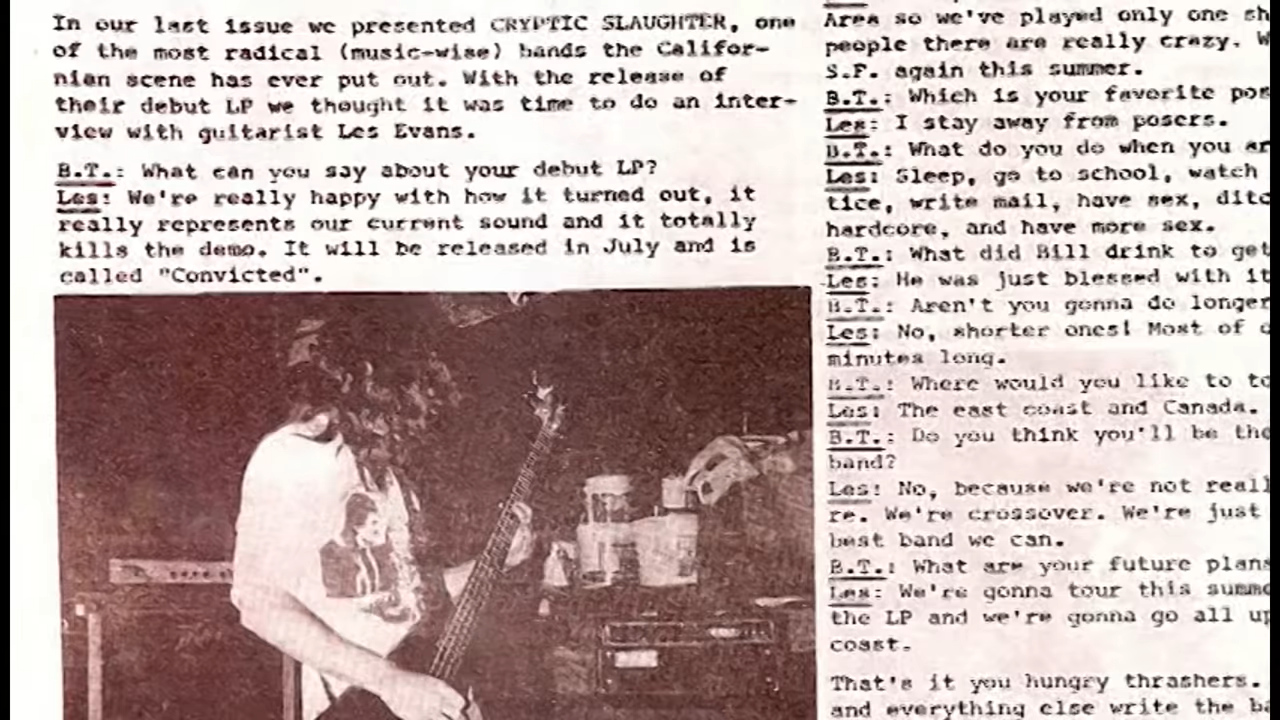 In our last issue we presented CRYPTIC SLAUGHTER, one
of the most radical (music-wise) bands the Califor-
nian scene has ever put out. With the release of
their debut LP we thought it was time to do an inter-
view with guitarist Les Evans.
B.T.: What can you say about your debut LP?
Les: We're really happy with how it turned out, it
really represents our current sound and it totally
kills the demo. It will be released in July and is
called "Convicted".
Area so we've played only one sh
people there are really crazy. W
S.F. again this summer.
B.T.: Which is your favorite pos
Les: I stay away from posers.
B.T.: What do you do when you ar
Les: Sleep, go to school, watch
tice, write mail, have sex, ditc
hardcore, and have more sex.
B.T.: What did Bill drink to get
Les: He was just blessed with it
B.T.: Aren't you gonna do longer
Les: No, shorter ones! Most of o
minutes long.
B.T.: Where would you like to to
Les: The east coast and Canada.
B.T.: Do you think you'll be the
band?
Les: No, because we're not reall
re. We're crossover. We're just
best band we can.
B.T.: What are your future plans
Les: We're gonna tour this summe
the LP and we're gonna go all up
coast.
That's it you hungry thrashers.
and everything else write the ba